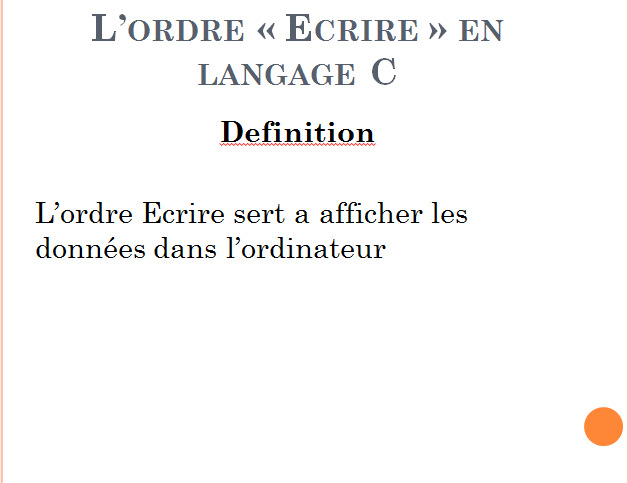 L’ORDRE « ECRIRE » EN
LANGAGE C
Definition
L’ordre Ecrire sert a afficher les
données dans l’ordinateur